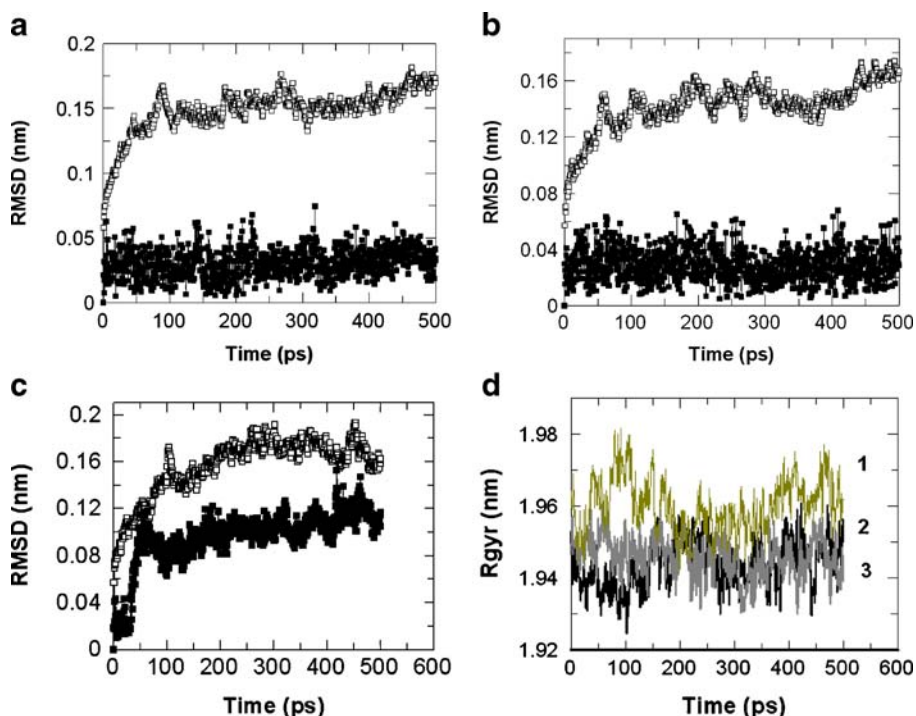 a
0.2
0.15
0.1
0.05
0
RMSD (nm)
0 100 200 300 400 500
Time (ps)
b
0.16
0.12
0.08
0.04
0
RMSD (nm)
0 100 200 300 400 500
Time (ps)
c
0.2
0.16
0.12
0.08
0.04
0
RMSD (nm)
0 100 200 300 400 500 600
Time (ps)
d
1.98
1.96
1.94
1.92
Rgyr (nm)
1
2
3
0 100 200 300 400 500 600
Time (ps)